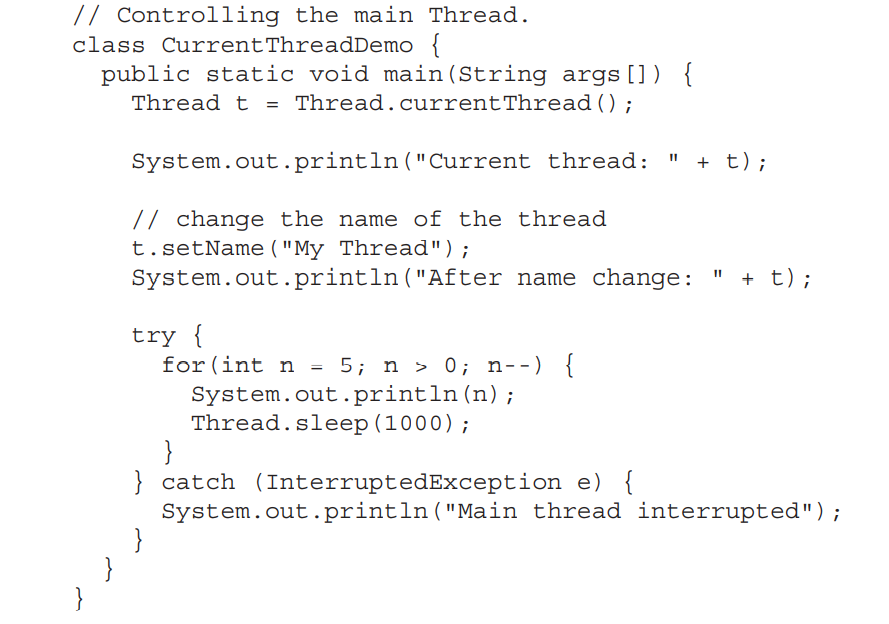 // Controlling the main Thread.
class CurrentThreadDemo {
  public static void main(String args[]) {
    Thread t = Thread.currentThread();

    System.out.println("Current thread: " + t);

    // change the name of the thread
    t.setName("My Thread");
    System.out.println("After name change: " + t);

    try {
      for(int n = 5; n > 0; n--) {
        System.out.println(n);
        Thread.sleep(1000);
      }
    } catch (InterruptedException e) {
      System.out.println("Main thread interrupted");
    }
  }
}